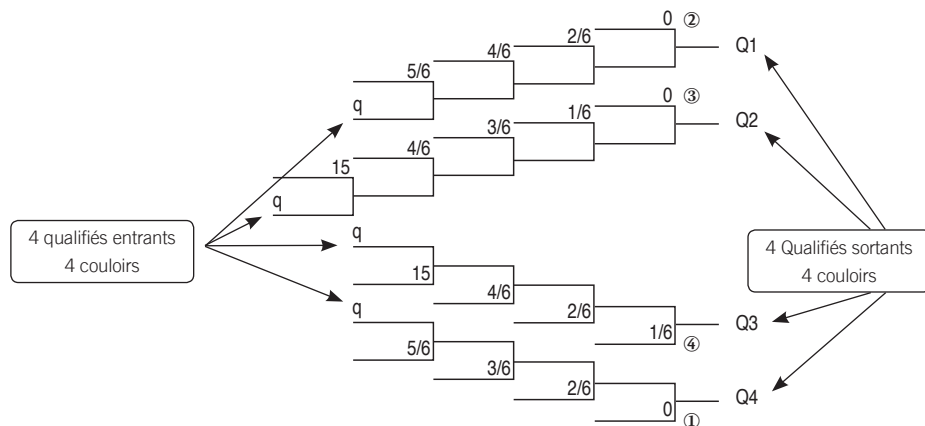 0 ②
2/6
Q1
4/6
5/6
q
0 ③
1/6
Q2
3/6
4/6
15
q
4 qualifiés entrants
4 couloirs
4 Qualifiés sortants
4 couloirs
q
15
4/6
2/6
1/6
Q3
④
q
5/6
3/6
2/6
Q4
0 ①